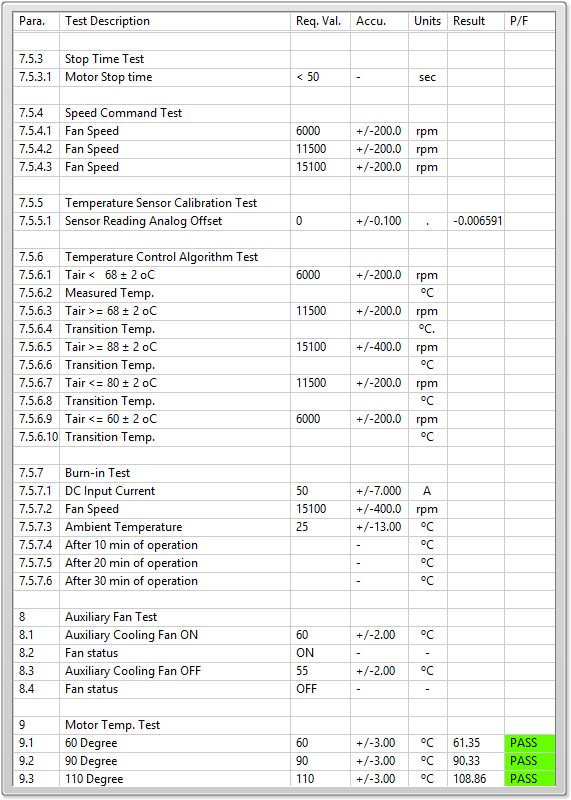 Para. Test Description Req. Val. Accu. Units Result P/F
7.5.3 Stop Time Test
7.5.3.1 Motor Stop time < 50 - sec
7.5.4 Speed Command Test
7.5.4.1 Fan Speed 6000 +/-200.0 rpm
7.5.4.2 Fan Speed 11500 +/-200.0 rpm
7.5.4.3 Fan Speed 15100 +/-200.0 rpm
7.5.5 Temperature Sensor Calibration Test
7.5.5.1 Sensor Reading Analog Offset 0 +/-0.100 . -0.006591
7.5.6 Temperature Control Algorithm Test
7.5.6.1 Tair < 68 ± 2 oC 6000 +/-200.0 rpm
7.5.6.2 Measured Temp. ºC
7.5.6.3 Tair >= 68 ± 2 oC 11500 +/-200.0 rpm
7.5.6.4 Transition Temp. ºC.
7.5.6.5 Tair >= 88 ± 2 oC 15100 +/-400.0 rpm
7.5.6.6 Transition Temp. ºC
7.5.6.7 Tair <= 80 ± 2 oC 11500 +/-200.0 rpm
7.5.6.8 Transition Temp. ºC
7.5.6.9 Tair <= 60 ± 2 oC 6000 +/-200.0 rpm
7.5.6.10 Transition Temp. ºC
7.5.7 Burn-in Test
7.5.7.1 DC Input Current 50 +/-7.000 A
7.5.7.2 Fan Speed 15100 +/-400.0 rpm
7.5.7.3 Ambient Temperature 25 +/-13.00 ºC
7.5.7.4 After 10 min of operation - ºC
7.5.7.5 After 20 min of operation - ºC
7.5.7.6 After 30 min of operation - ºC
8 Auxiliary Fan Test
8.1 Auxiliary Cooling Fan ON 60 +/-2.00 ºC
8.2 Fan status ON - -
8.3 Auxiliary Cooling Fan OFF 55 +/-2.00 ºC
8.4 Fan status OFF - -
9 Motor Temp. Test
9.1 60 Degree 60 +/-3.00 ºC 61.35 PASS
9.2 90 Degree 90 +/-3.00 ºC 90.33 PASS
9.3 110 Degree 110 +/-3.00 ºC 108.86 PASS